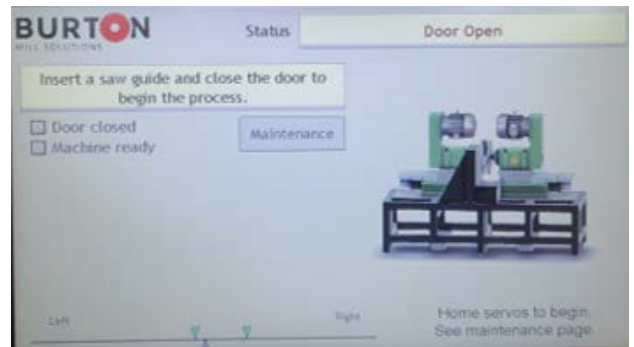 BURTON
MILL SOLUTIONS
Status
Door Open
Insert a saw guide and close the door to
begin the process.
Door closed
Machine ready
Maintenance
Left
Right
Home servos to begin.
See maintenance page.